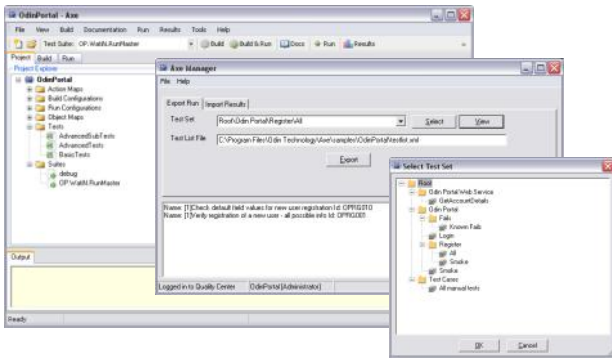 OdinPortal - Axe
File View Build Documentation Run Results Tools Help
Test Suite: OP.WatiN.RunMaster Build Build & Run Docs Run Results
Project Build Run
Project Explorer
OdinPortal
Action Maps
Build Configurations
Run Configurations
Object Maps
Tests
AdvancedSubTests
AdvancedTests
BasicTests
Suites
debug
OP.WatiN.RunMaster
Output
Ready
Axe Manager
File Help
Export Run Import Results
Test Set Root\Odin Portal\Register\All Select View
Test List File C:\Program Files\Odin Technology\Axe\samples\OdinPortal\testlist.xml
Export
Name: [1]Check default field values for new user registration Id: OPRG010
Name: [1]Verify registration of a new user - all possible info Id: OPRG001
Logged in to Quality Center OdinPortal [Administrator]
Select Test Set
Root
Odin Portal Web Service
GetAccountDetails
Odin Portal
Fails
Known Fails
Login
Register
All
Smoke
Smoke
Test Cases
All manual tests
OK Cancel